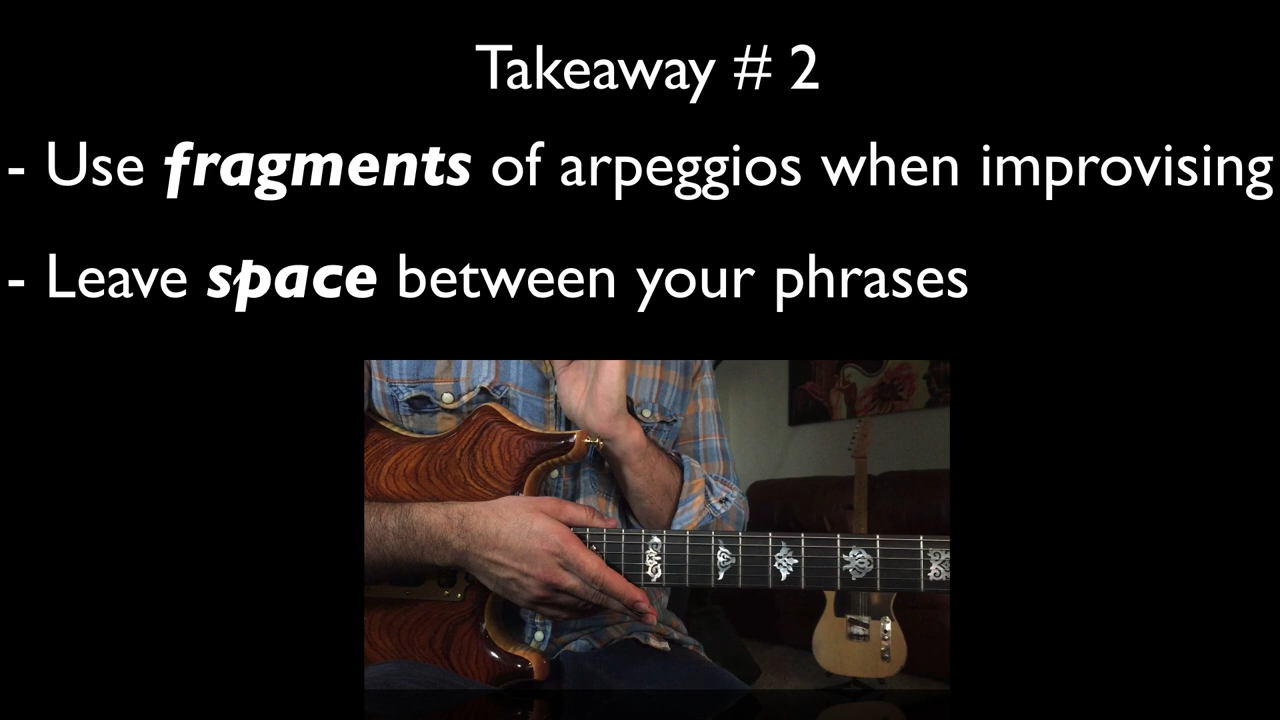 Takeaway # 2
- Use fragments of arpeggios when improvising
- Leave space between your phrases